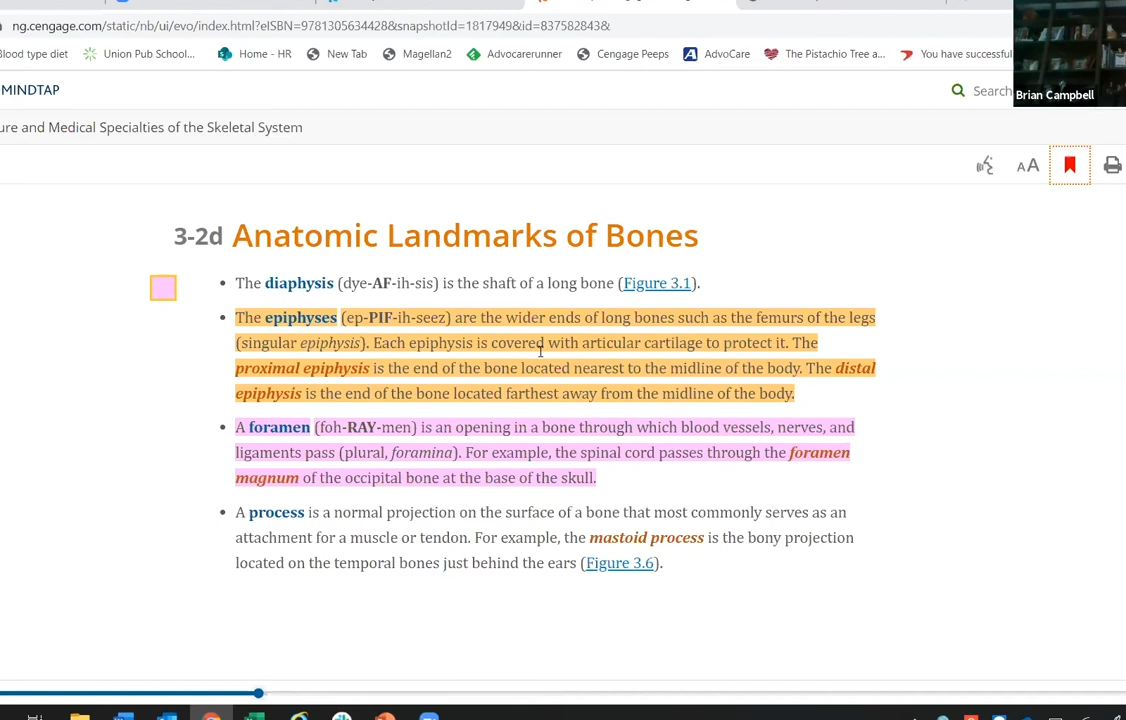 ng.cengage.com/static/nb/ui/evo/index.html?eISBN=9781305634428&snapshotId=1817949&id=837582843&
Blood type diet Union Pub School... Home - HR New Tab Magellan2 Advocarerunner Cengage Peeps AdvoCare The Pistachio Tree a... You have successful
MINDTAP
Search
Brian Campbell
ure and Medical Specialties of the Skeletal System
AA
3-2d Anatomic Landmarks of Bones
• The diaphysis (dye-AF-ih-sis) is the shaft of a long bone (Figure 3.1).
• The epiphyses (ep-PIF-ih-seez) are the wider ends of long bones such as the femurs of the legs
(singular epiphysis). Each epiphysis is covered with articular cartilage to protect it. The
proximal epiphysis is the end of the bone located nearest to the midline of the body. The distal
epiphysis is the end of the bone located farthest away from the midline of the body.
• A foramen (foh-RAY-men) is an opening in a bone through which blood vessels, nerves, and
ligaments pass (plural, foramina). For example, the spinal cord passes through the foramen
magnum of the occipital bone at the base of the skull.
• A process is a normal projection on the surface of a bone that most commonly serves as an
attachment for a muscle or tendon. For example, the mastoid process is the bony projection
located on the temporal bones just behind the ears (Figure 3.6).